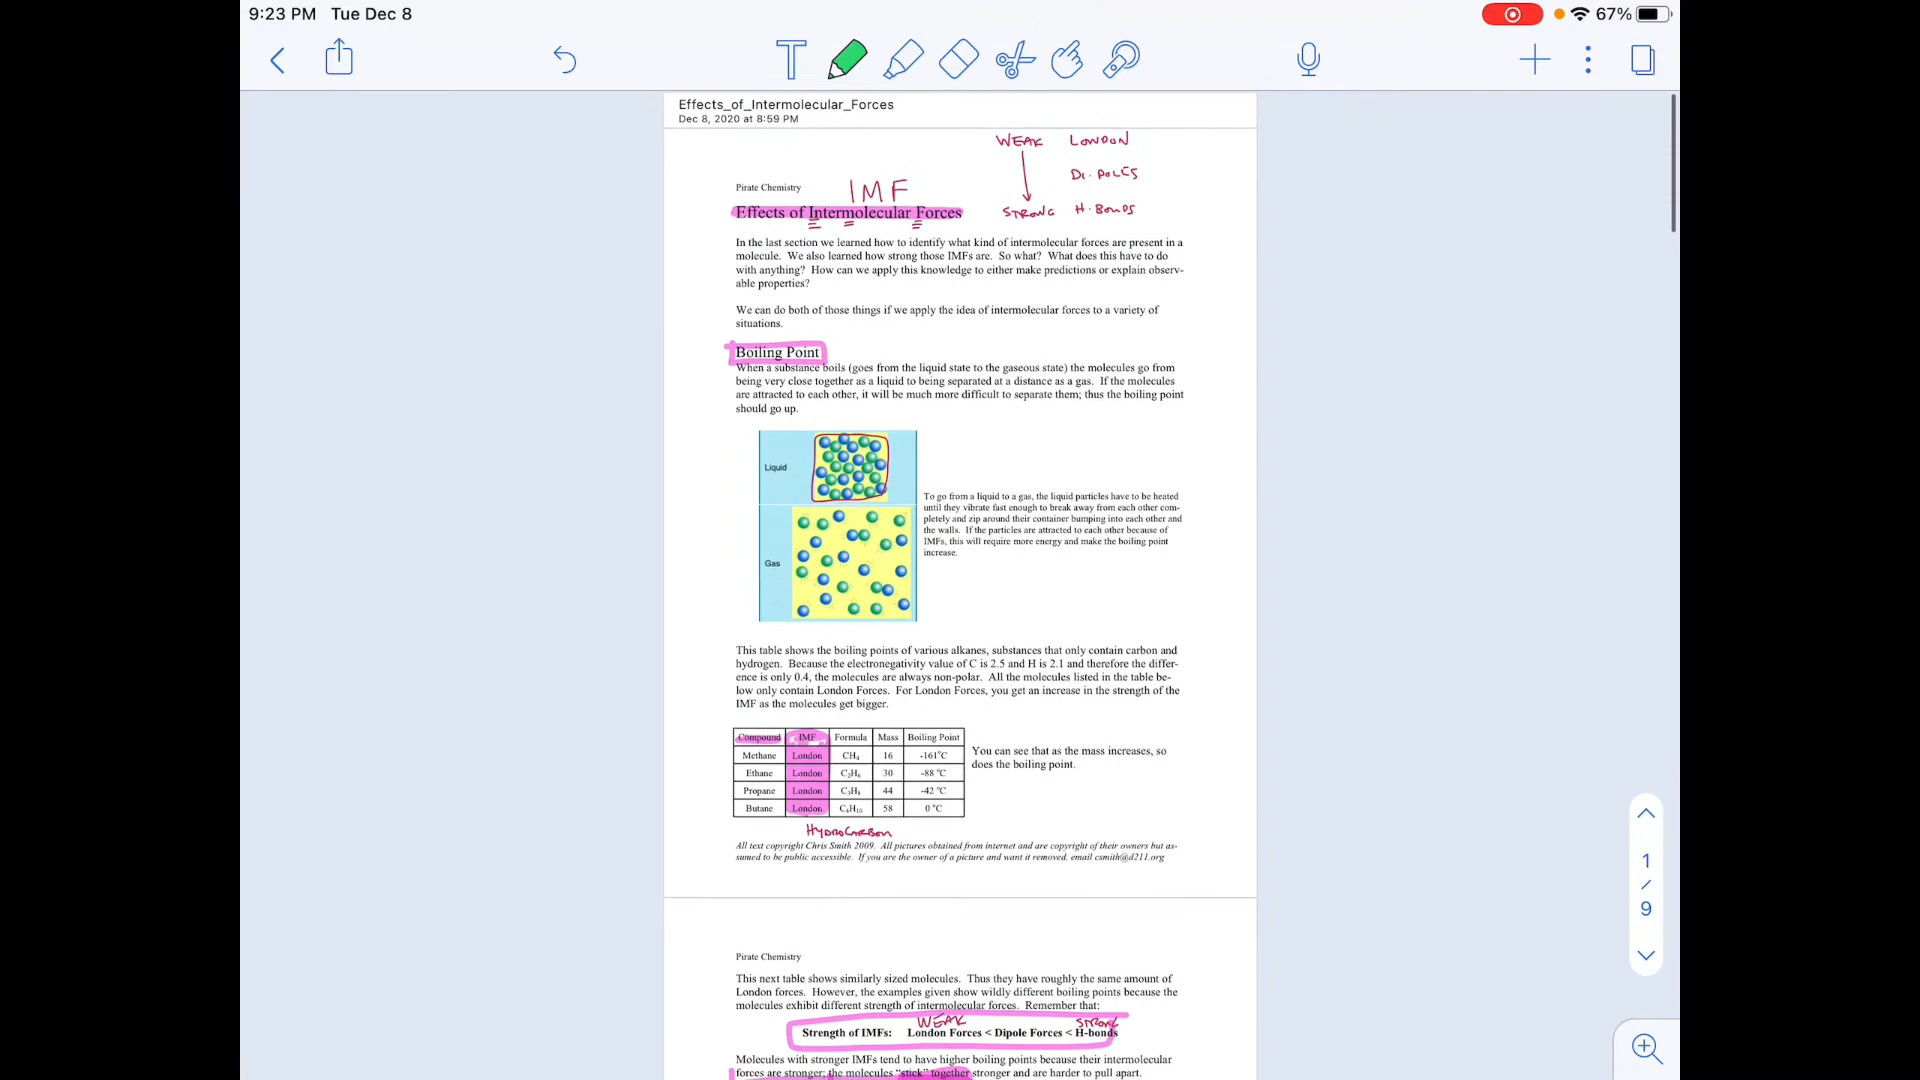 9:23 PM Tue Dec 8
67%
Effects_of_Intermolecular_Forces
Dec 8, 2020 at 8:59 PM
WEAK LONDON
DI-POLES
STRONG H-BONDS
IMF
Pirate Chemistry
Effects of Intermolecular Forces
In the last section we learned how to identify what kind of intermolecular forces are present in a
molecule. We also learned how strong those IMFs are. So what? What does this have to do
with anything? How can we apply this knowledge to either make predictions or explain observ-
able properties?
We can do both of those things if we apply the idea of intermolecular forces to a variety of
situations.
Boiling Point
When a substance boils (goes from the liquid state to the gaseous state) the molecules go from
being very close together as a liquid to being separated at a distance as a gas. If the molecules
are attracted to each other, it will be much more difficult to separate them; thus the boiling point
should go up.
Liquid
Gas
To go from a liquid to a gas, the liquid particles have to be heated
until they vibrate fast enough to break away from each other com-
pletely and zip around their container bumping into each other and
the walls. If the particles are attracted to each other because of
IMFs, this will require more energy and make the boiling point
increase.
This table shows the boiling points of various alkanes, substances that only contain carbon and
hydrogen. Because the electronegativity value of C is 2.5 and H is 2.1 and therefore the differ-
ence is only 0.4, the molecules are always non-polar. All the molecules listed in the table be-
low only contain London Forces. For London Forces, you get an increase in the strength of the
IMF as the molecules get bigger.
Compound IMF Formula Mass Boiling Point
Methane London CH₄ 16 -161°C
Ethane London C₂H₆ 30 -88 °C
Propane London C₃H₈ 44 -42 °C
Butane London C₄H₁₀ 58 0 °C
You can see that as the mass increases, so
does the boiling point.
HYDROCARBON
All text copyright Chris Smith 2009. All pictures obtained from internet and are copyright of their owners but as-
sumed to be public accessible. If you are the owner of a picture and want it removed, email csmith@d211.org
1
/
9
Pirate Chemistry
This next table shows similarly sized molecules. Thus they have roughly the same amount of
London forces. However, the examples given show wildly different boiling points because the
molecules exhibit different strength of intermolecular forces. Remember that:
WEAK STRONG
Strength of IMFs: London Forces < Dipole Forces < H-bonds
Molecules with stronger IMFs tend to have higher boiling points because their intermolecular
forces are stronger; the molecules "stick" together stronger and are harder to pull apart.